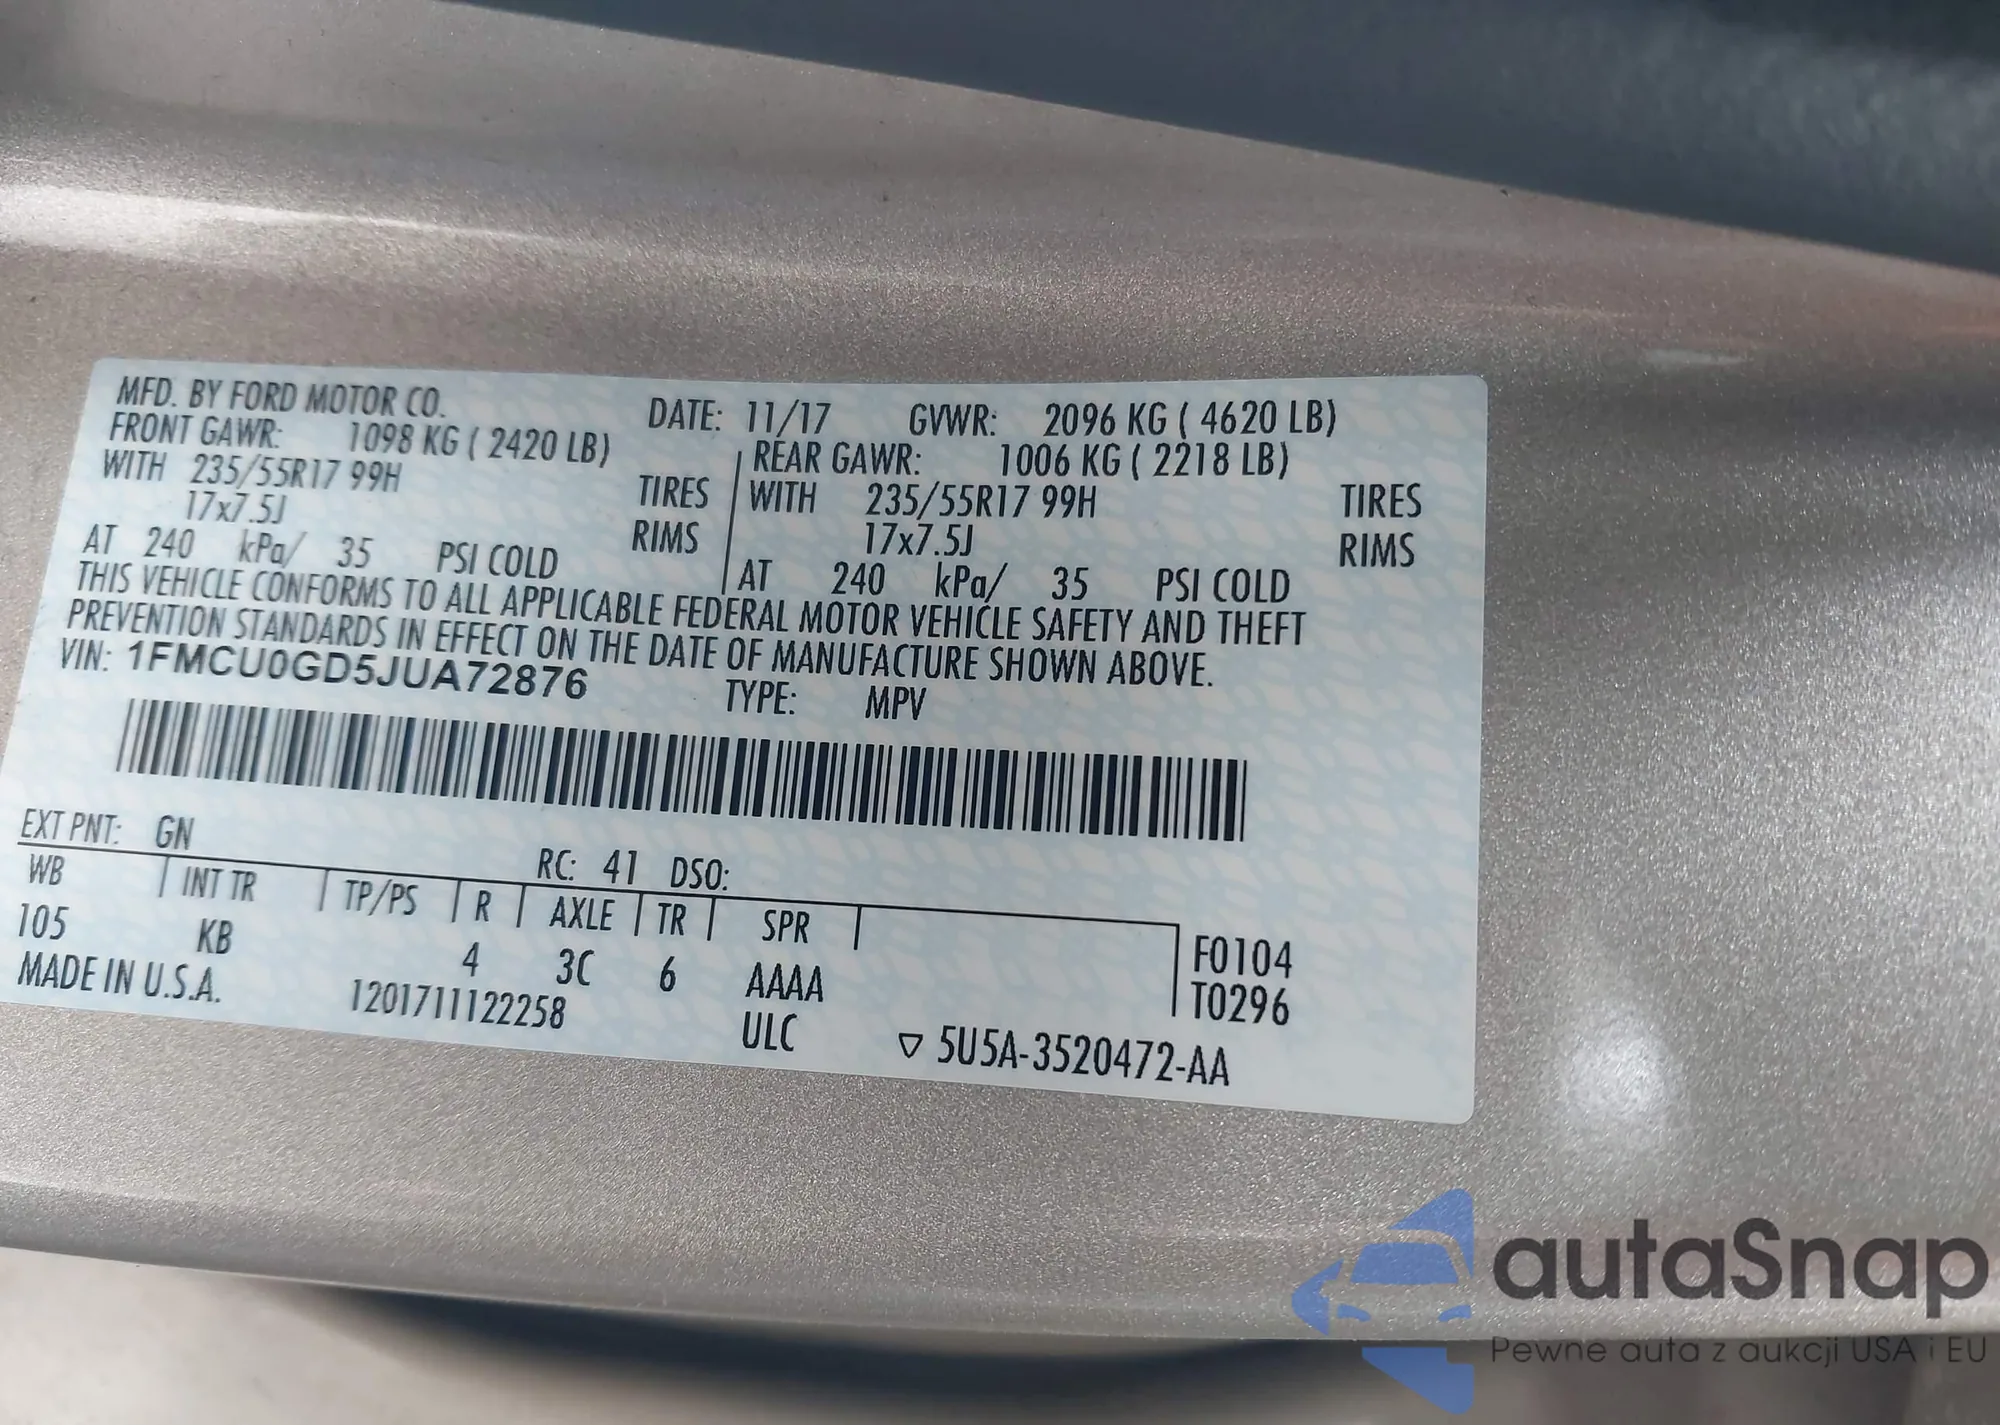 MFD. BY FORD MOTOR CO. DATE: 11/17 GVWR: 2096 KG ( 4620 LB)
FRONT GAWR: 1098 KG ( 2420 LB) REAR GAWR: 1006 KG ( 2218 LB)
WITH 235/55R17 99H TIRES WITH 235/55R17 99H TIRES
17x7.5J RIMS 17x7.5J RIMS
AT 240 kPa/ 35 PSI COLD AT 240 kPa/ 35 PSI COLD
THIS VEHICLE CONFORMS TO ALL APPLICABLE FEDERAL MOTOR VEHICLE SAFETY AND THEFT
PREVENTION STANDARDS IN EFFECT ON THE DATE OF MANUFACTURE SHOWN ABOVE.
VIN: 1FMCU0GD5JUA72876 TYPE: MPV
EXT PNT: GN RC: 41 DSO:
WB INT TR TP/PS R AXLE TR SPR
105 KB 4 3C 6 AAAA F0104
MADE IN U.S.A. 1201711122258 ULC T0296
▽ 5U5A-3520472-AA
autaSnap
Pewne auta z aukcji USA i EU